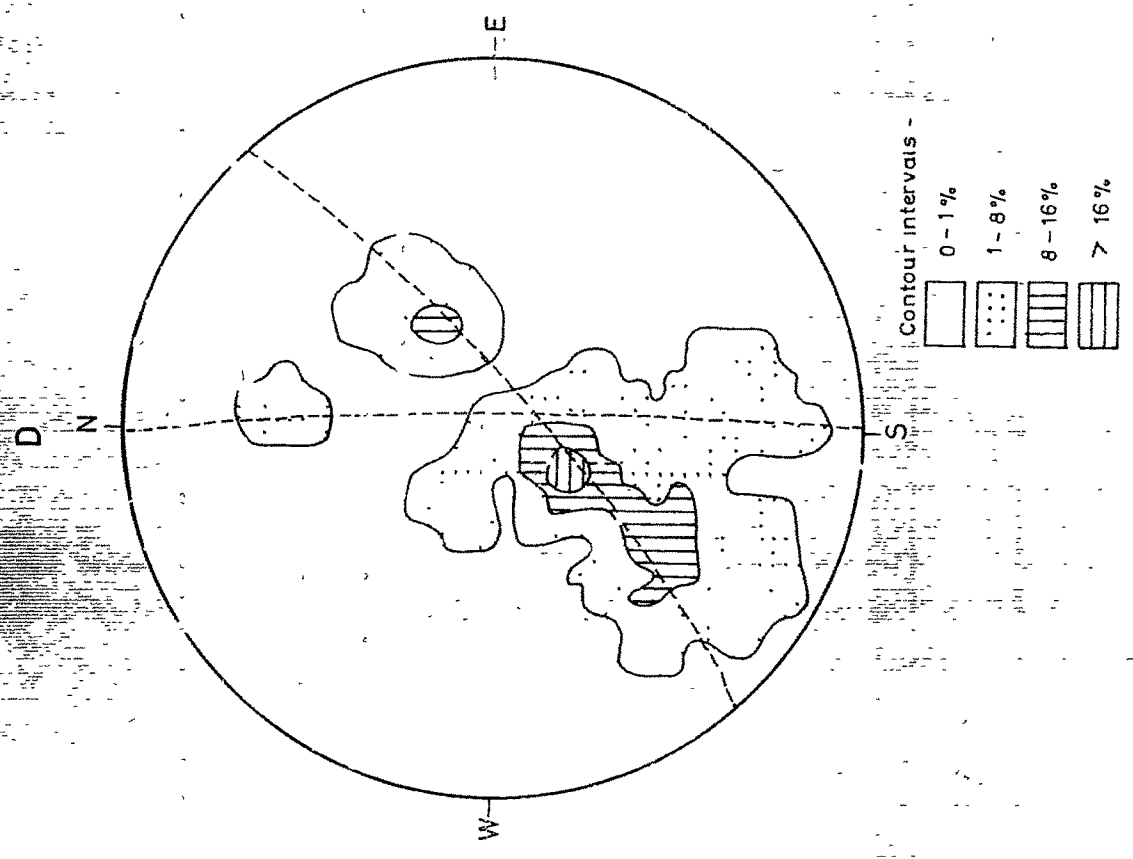 D
N
E
W
S
Contour intervals -
0 - 1 %
1 - 8 %
8 - 16 %
> 16 %